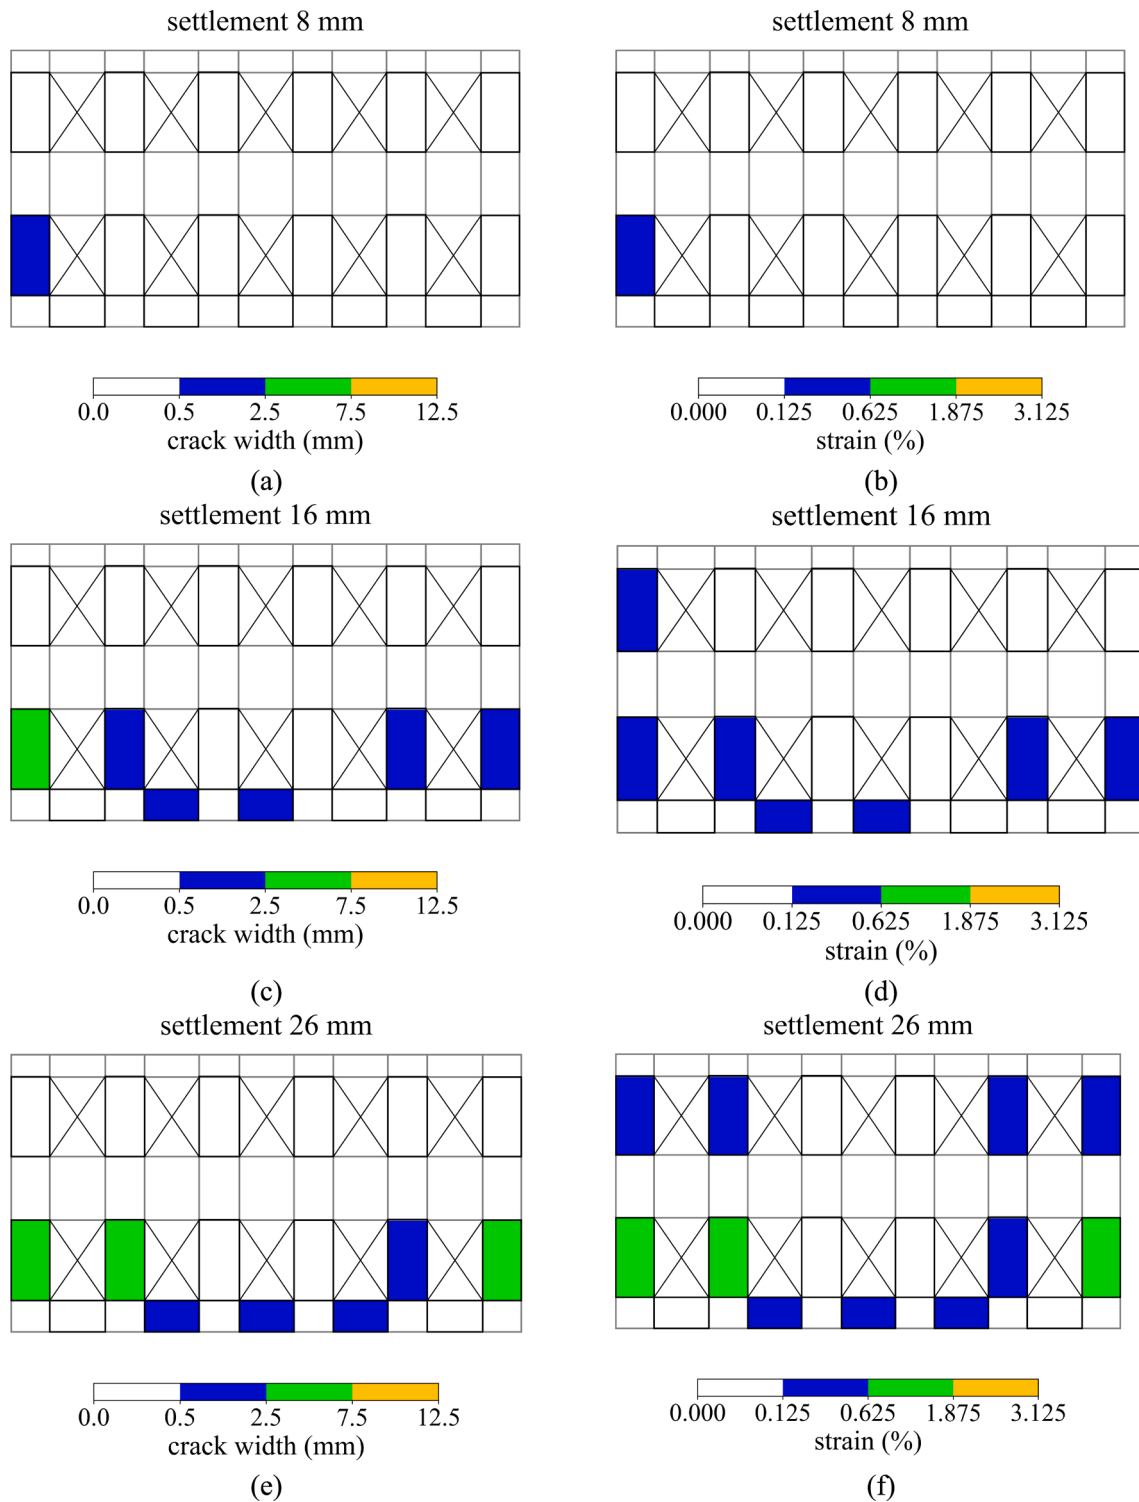 settlement 8 mm
settlement 8 mm
0.0 0.5 2.5 7.5 12.5
crack width (mm)
(a)
0.000 0.125 0.625 1.875 3.125
strain (%)
(b)
settlement 16 mm
settlement 16 mm
0.0 0.5 2.5 7.5 12.5
crack width (mm)
(c)
0.000 0.125 0.625 1.875 3.125
strain (%)
(d)
settlement 26 mm
settlement 26 mm
0.0 0.5 2.5 7.5 12.5
crack width (mm)
(e)
0.000 0.125 0.625 1.875 3.125
strain (%)
(f)